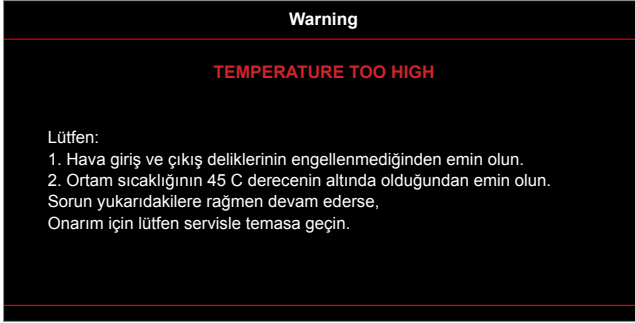 Warning
TEMPERATURE TOO HIGH
Lütfen:
1. Hava giriş ve çıkış deliklerinin engellenmediğinden emin olun.
2. Ortam sıcaklığının 45 C derecenin altında olduğundan emin olun.
Sorun yukarıdakilere rağmen devam ederse,
Onarım için lütfen servisle temasa geçin.